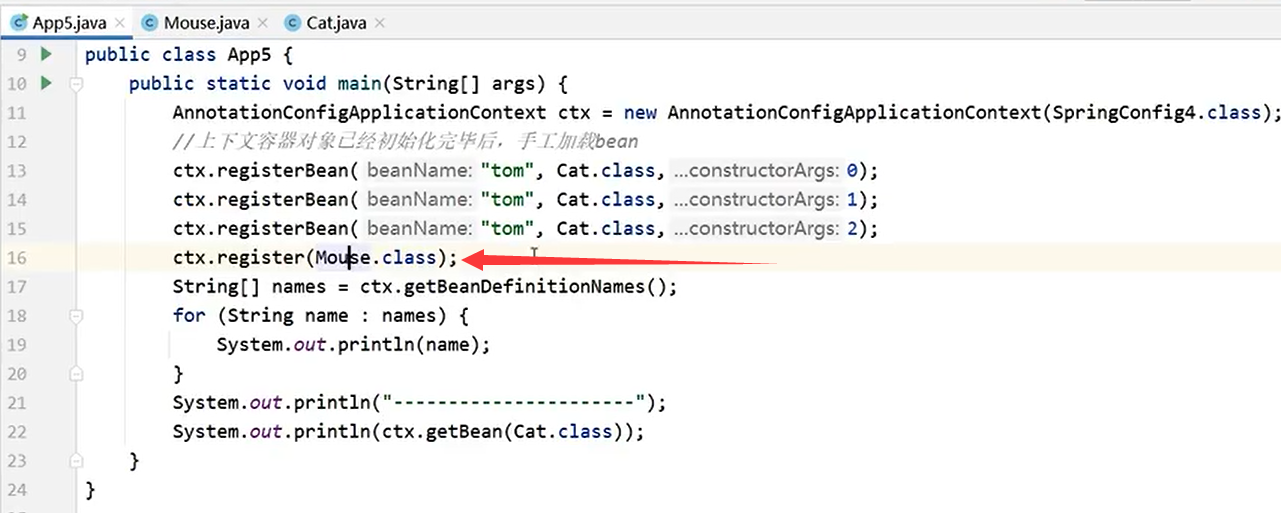 App5.java × Mouse.java × Cat.java ×
9 public class App5 {
10 public static void main(String[] args) {
11 AnnotationConfigApplicationContext ctx = new AnnotationConfigApplicationContext(SpringConfig4.class);
12 //上下文容器对象已经初始化完毕后，手工加载bean
13 ctx.registerBean( beanName: "tom", Cat.class, ...constructorArgs: 0);
14 ctx.registerBean( beanName: "tom", Cat.class, ...constructorArgs: 1);
15 ctx.registerBean( beanName: "tom", Cat.class, ...constructorArgs: 2);
16 ctx.register(Mouse.class);
17 String[] names = ctx.getBeanDefinitionNames();
18 for (String name : names) {
19 System.out.println(name);
20 }
21 System.out.println("----------------------");
22 System.out.println(ctx.getBean(Cat.class));
23 }
24 }